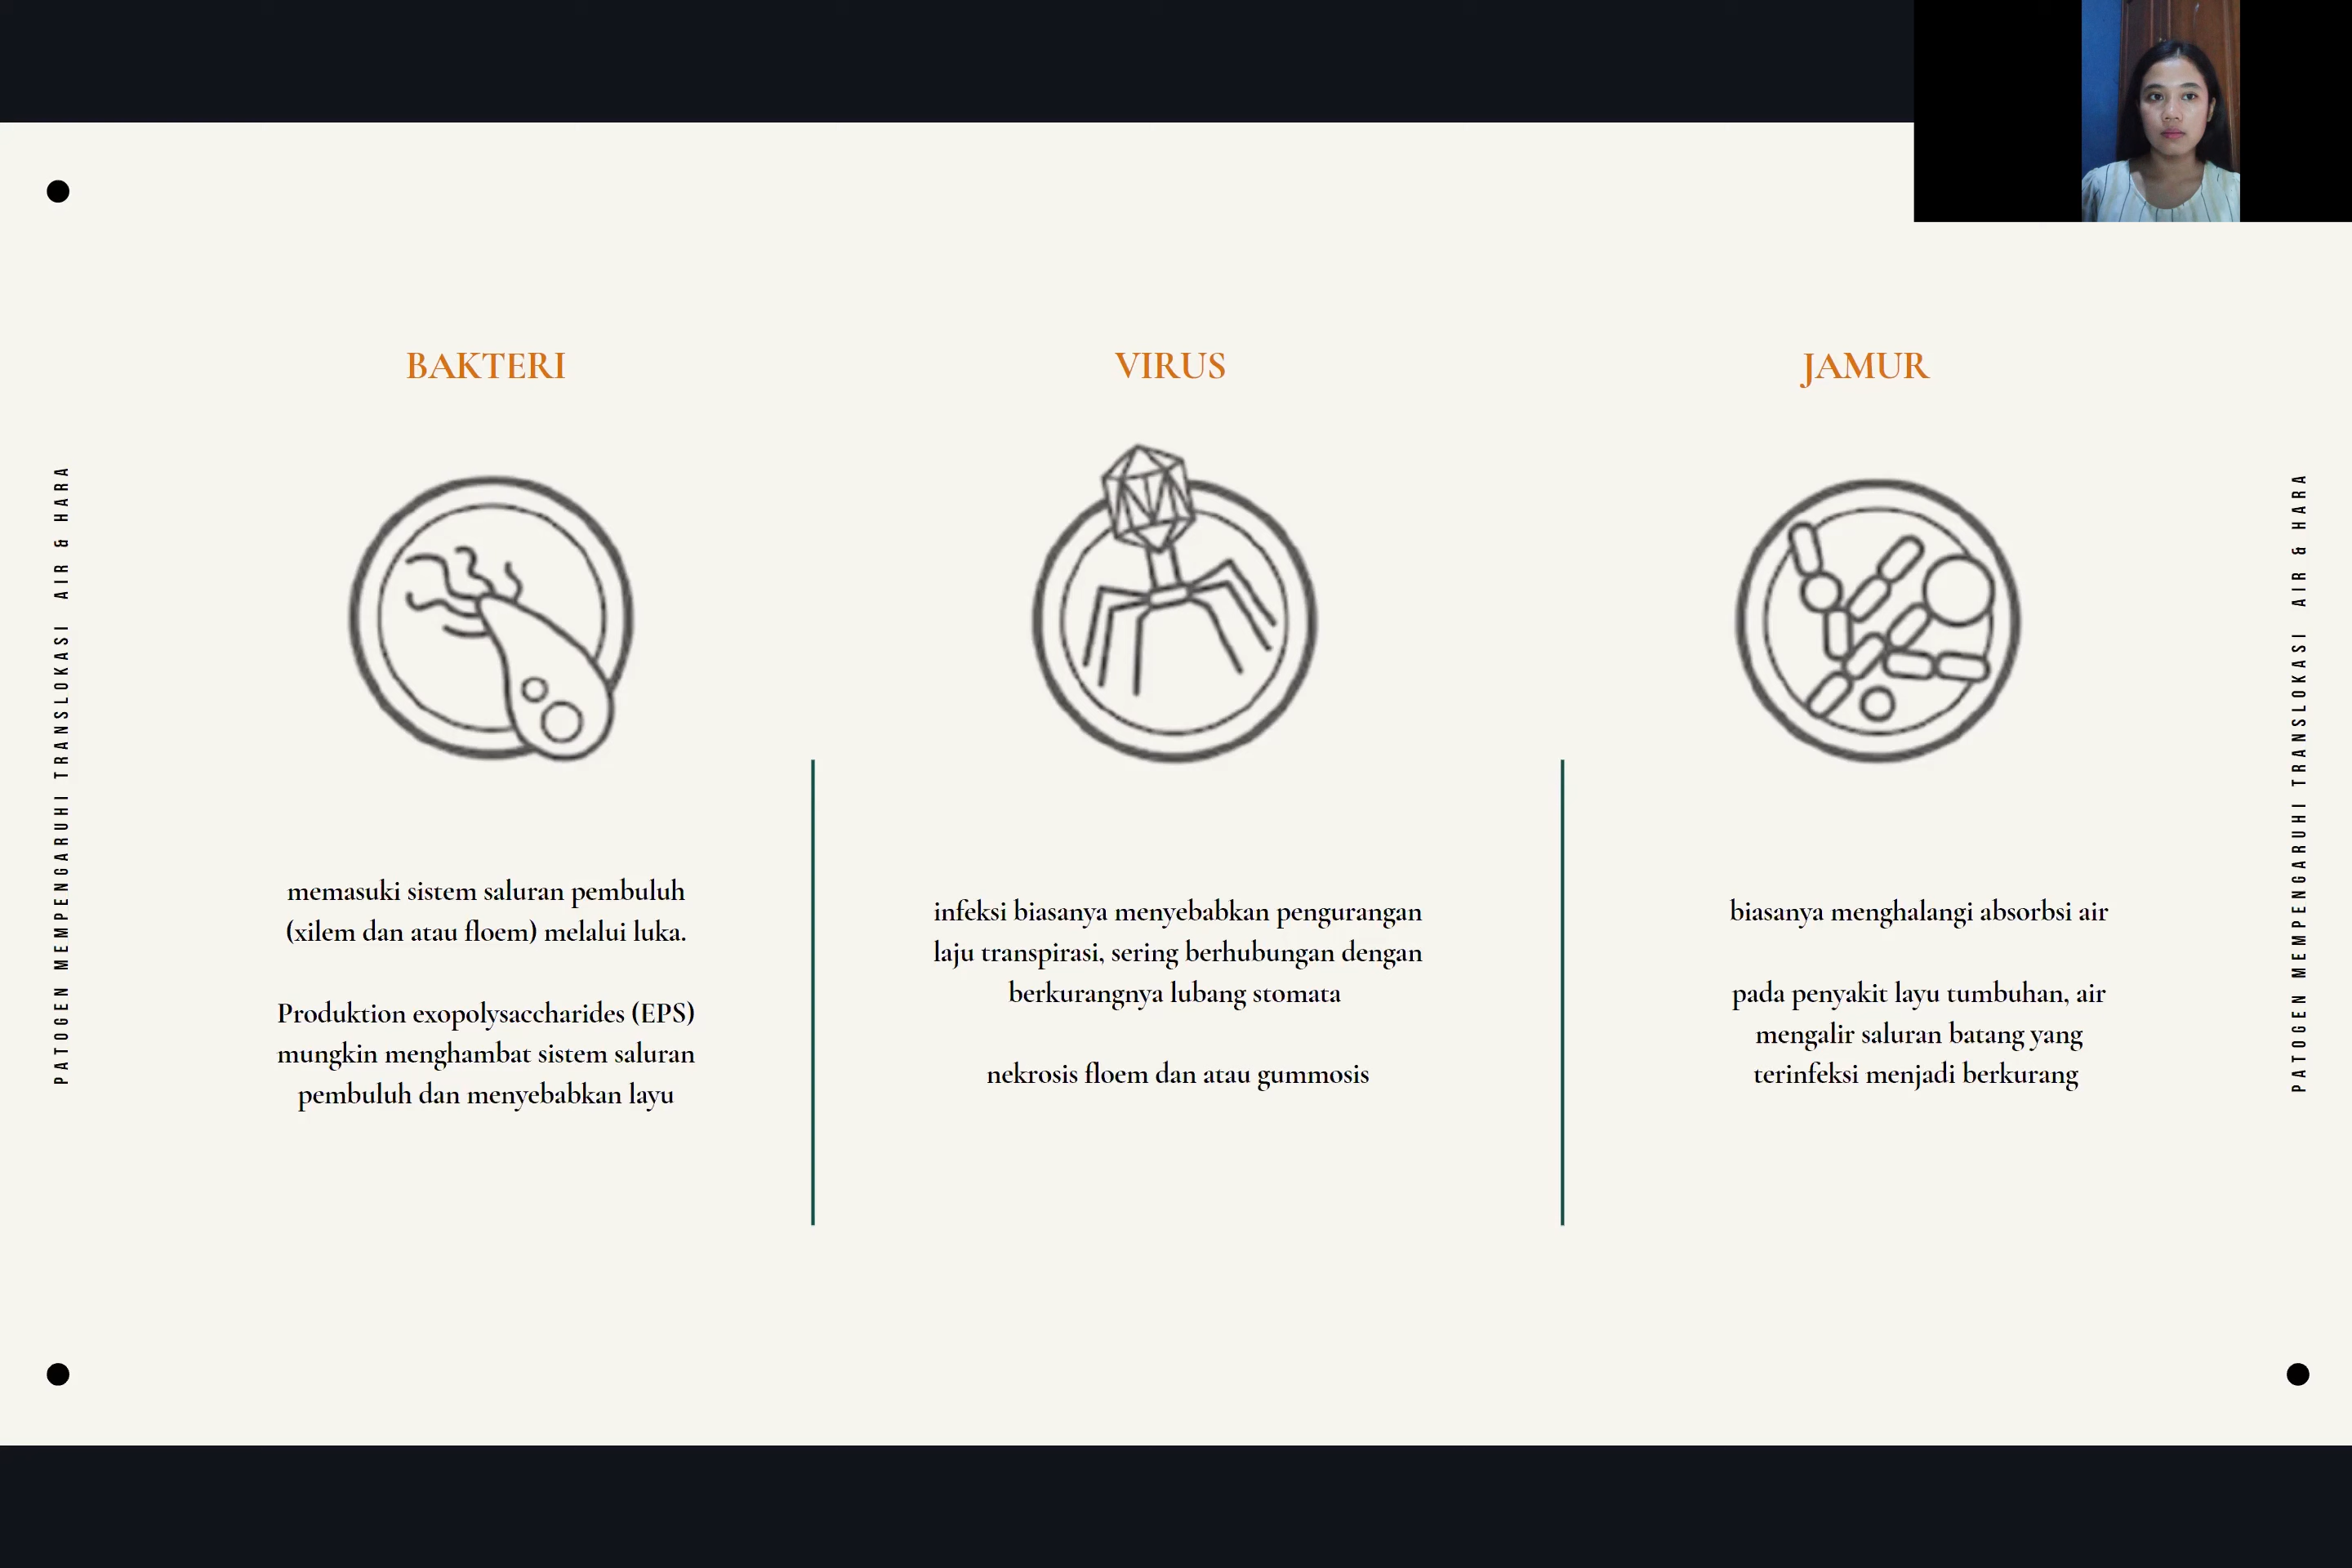 PATOGEN MEMPENGARUHI TRANSLOKASI AIR & HARA
BAKTERI
memasuki sistem saluran pembuluh
(xilem dan atau floem) melalui luka.
Produktion exopolysaccharides (EPS)
mungkin menghambat sistem saluran
pembuluh dan menyebabkan layu
VIRUS
infeksi biasanya menyebabkan pengurangan
laju transpirasi, sering berhubungan dengan
berkurangnya lubang stomata
nekrosis floem dan atau gummosis
JAMUR
biasanya menghalangi absorbsi air
pada penyakit layu tumbuhan, air
mengalir saluran batang yang
terinfeksi menjadi berkurang
PATOGEN MEMPENGARUHI TRANSLOKASI AIR & HARA